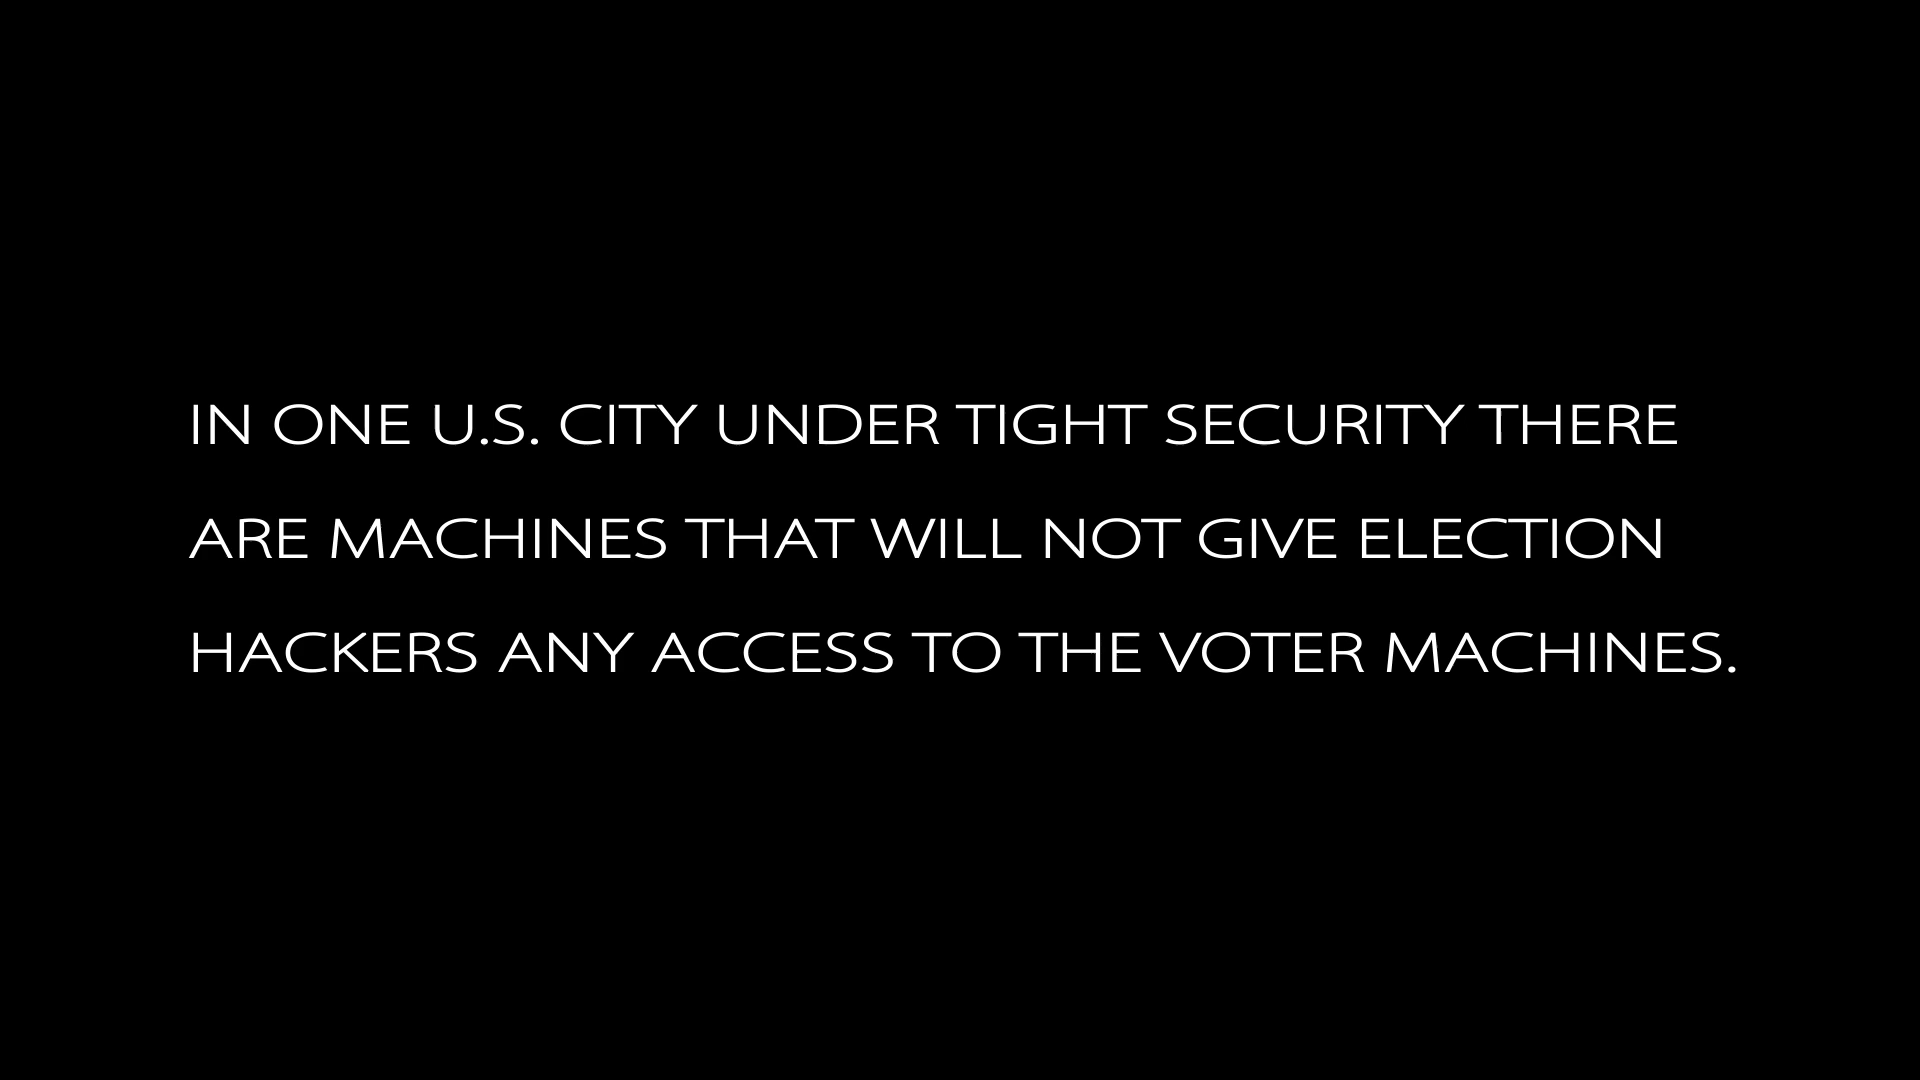 IN ONE U.S. CITY UNDER TIGHT SECURITY THERE
ARE MACHINES THAT WILL NOT GIVE ELECTION
HACKERS ANY ACCESS TO THE VOTER MACHINES.